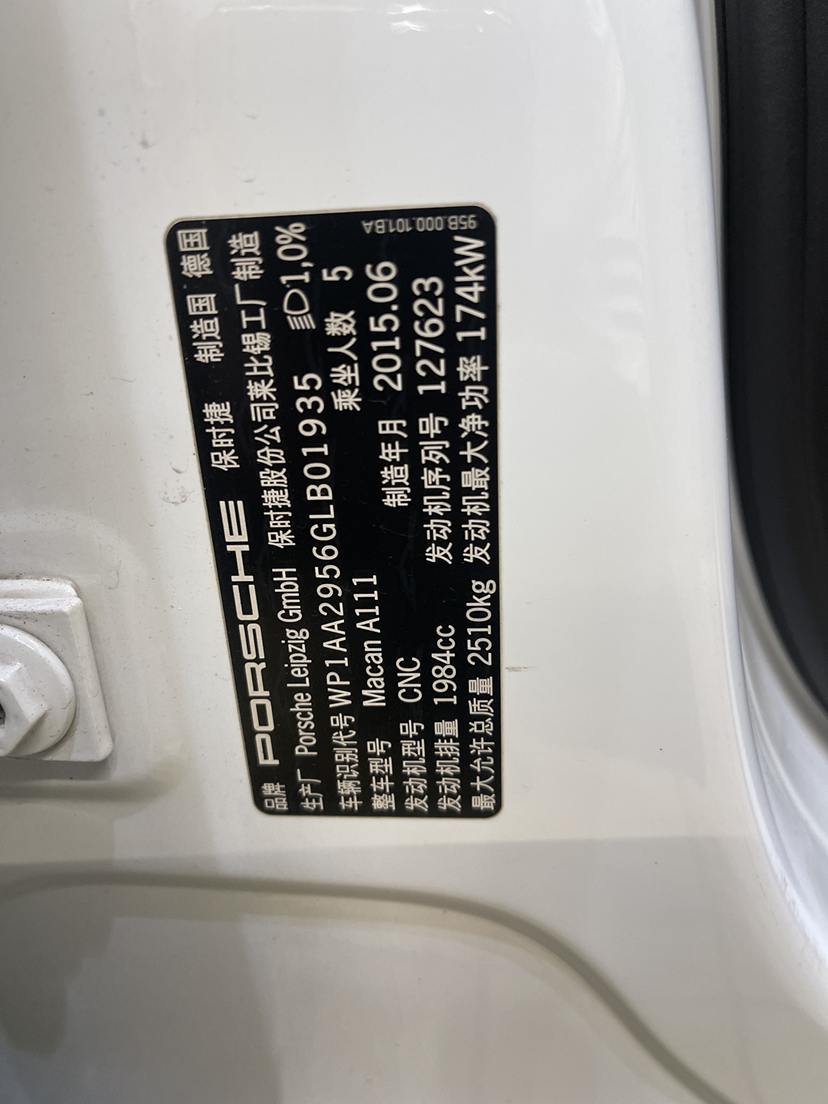 品牌 PORSCHE 保时捷 制造国 德国
生产厂 Porsche Leipzig GmbH 保时捷股份公司莱比锡工厂制造
车辆识别代号 WP1AA2956GLB01935 1,0%
整车型号 Macan A111 乘坐人数 5
发动机型号 CNC 制造年月 2015.06
发动机排量 1984cc 发动机序列号 127623
最大允许总质量 2510kg 发动机最大净功率 174kW
95B.000.101.BA